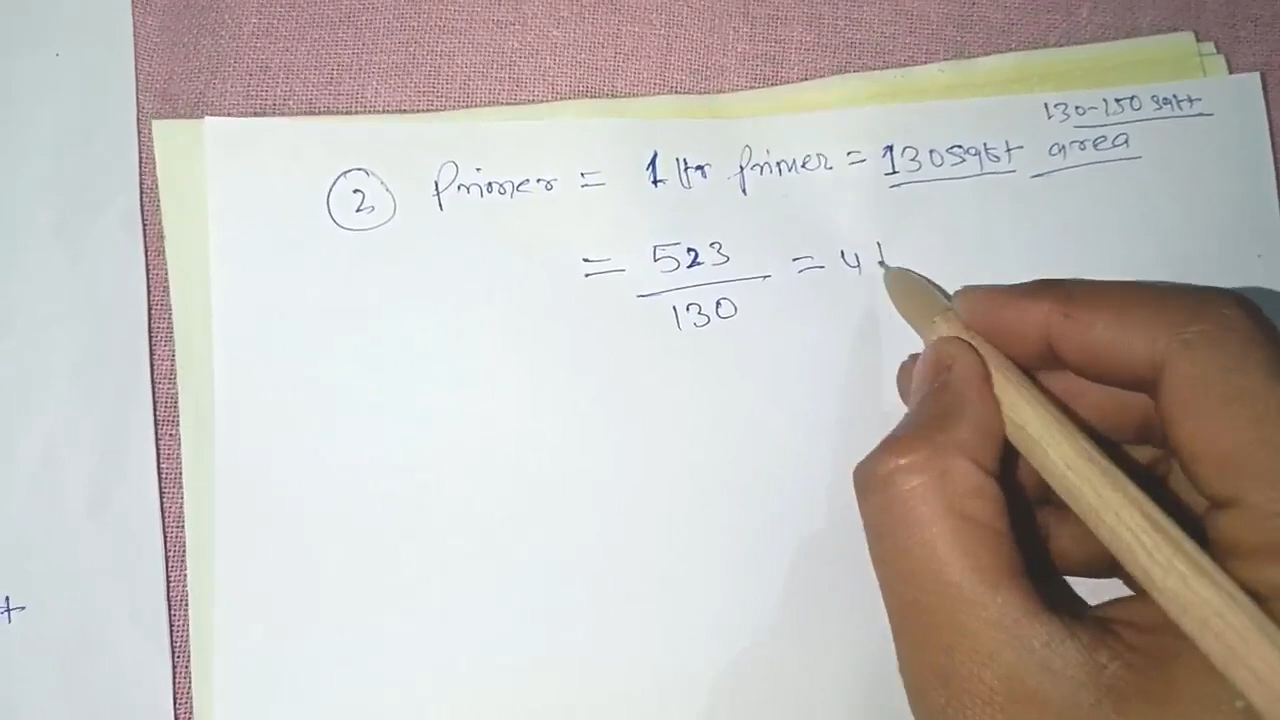 130-150 sqft
② Primer = 1 ltr primer = 130 sqft area
= 523 / 130 = 4 l
+